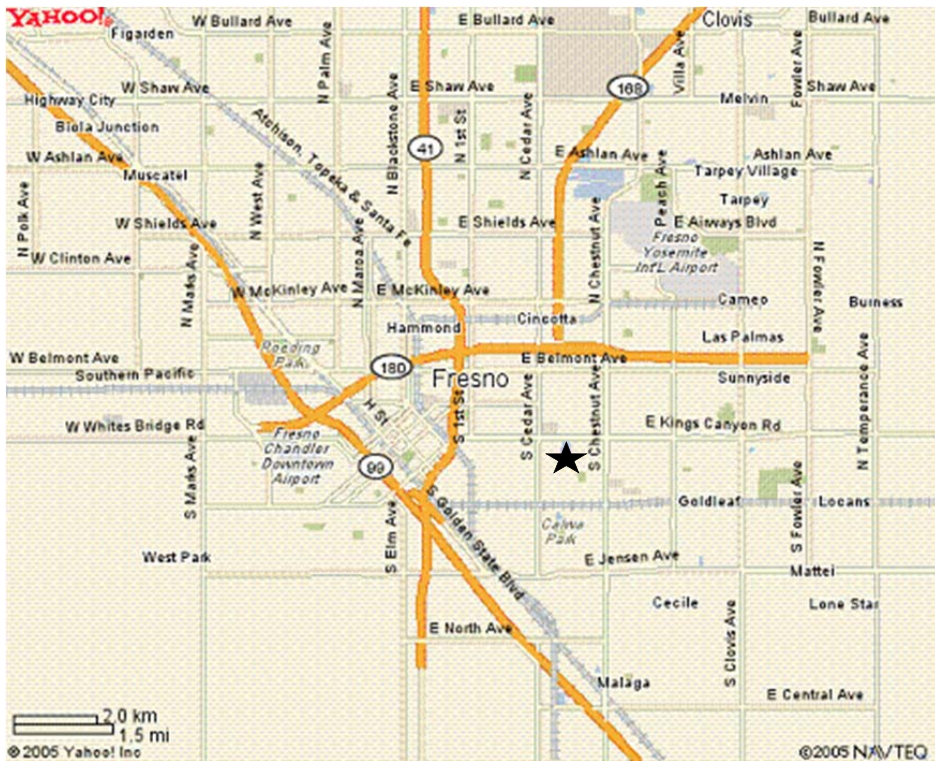 YAHOO!
W Bullard Ave
E Bullard Ave
Clovis
Bullard Ave
Figarden
N Palm Ave
Villa Ave
Fowler Ave
W Shaw Ave
E Shaw Ave
168
Shaw Ave
Highway City
Melvin
N Blackstone Ave
N 1st St
N Cedar Ave
Biola Junction
Atchison, Topeka & Santa Fe
41
W Ashlan Ave
E Ashlan Ave
Ashlan Ave
Muscatel
Tarpey Village
N West Ave
Peach Ave
N Polk Ave
Tarpey
W Shields Ave
E Shields Ave
E Airways Blvd
N Maroa Ave
N Chestnut Ave
Fresno
Yosemite
Int'L Airport
W Clinton Ave
N Marks Ave
N Fowler Ave
W McKinley Ave
E McKinley Ave
Cameo
Burness
Cincotta
Hammond
Las Palmas
Roeding
Park
W Belmont Ave
E Belmont Ave
180
Southern Pacific
Fresno
Sunnyside
N Temperance Ave
H St
S 1st St
S Cedar Ave
S Chestnut Ave
W Whites Bridge Rd
E Kings Canyon Rd
Fresno
Chandler
Downtown
Airport
99
S Marks Ave
S Golden State Blvd
Goldleaf
S Fowler Ave
Locans
S Elm Ave
Calwa
Park
West Park
E Jensen Ave
Mattei
Cecile
Lone Star
E North Ave
S Clovis Ave
Malaga
E Central Ave
2.0 km
1.5 mi
©2005 Yahoo! Inc
©2005 NAVTEQ